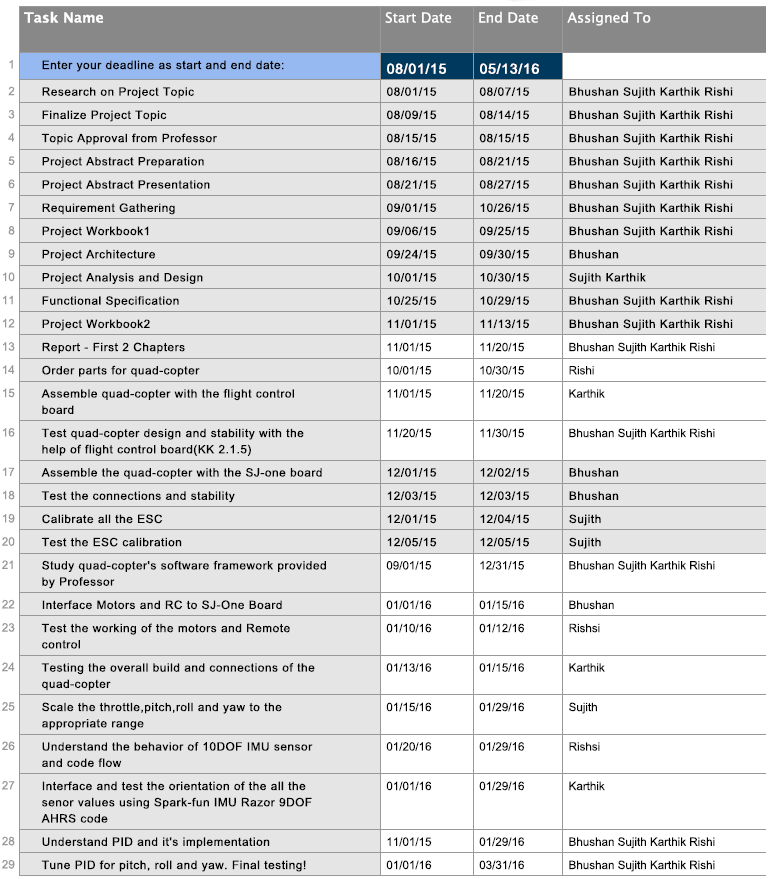 Task Name Start Date End Date Assigned To
1 Enter your deadline as start and end date: 08/01/15 05/13/16
2 Research on Project Topic 08/01/15 08/07/15 Bhushan Sujith Karthik Rishi
3 Finalize Project Topic 08/09/15 08/14/15 Bhushan Sujith Karthik Rishi
4 Topic Approval from Professor 08/15/15 08/15/15 Bhushan Sujith Karthik Rishi
5 Project Abstract Preparation 08/16/15 08/21/15 Bhushan Sujith Karthik Rishi
6 Project Abstract Presentation 08/21/15 08/27/15 Bhushan Sujith Karthik Rishi
7 Requirement Gathering 09/01/15 10/26/15 Bhushan Sujith Karthik Rishi
8 Project Workbook1 09/06/15 09/25/15 Bhushan Sujith Karthik Rishi
9 Project Architecture 09/24/15 09/30/15 Bhushan
10 Project Analysis and Design 10/01/15 10/30/15 Sujith Karthik
11 Functional Specification 10/25/15 10/29/15 Bhushan Sujith Karthik Rishi
12 Project Workbook2 11/01/15 11/13/15 Bhushan Sujith Karthik Rishi
13 Report - First 2 Chapters 11/01/15 11/20/15 Bhushan Sujith Karthik Rishi
14 Order parts for quad-copter 10/01/15 10/30/15 Rishi
15 Assemble quad-copter with the flight control 11/01/15 11/20/15 Karthik
board
16 Test quad-copter design and stability with the 11/20/15 11/30/15 Bhushan Sujith Karthik Rishi
help of flight control board(KK 2.1.5)
17 Assemble the quad-copter with the SJ-one board 12/01/15 12/02/15 Bhushan
18 Test the connections and stability 12/03/15 12/03/15 Bhushan
19 Calibrate all the ESC 12/01/15 12/04/15 Sujith
20 Test the ESC calibration 12/05/15 12/05/15 Sujith
21 Study quad-copter's software framework provided 09/01/15 12/31/15 Bhushan Sujith Karthik Rishi
by Professor
22 Interface Motors and RC to SJ-One Board 01/01/16 01/15/16 Bhushan
23 Test the working of the motors and Remote 01/10/16 01/12/16 Rishsi
control
24 Testing the overall build and connections of the 01/13/16 01/15/16 Karthik
quad-copter
25 Scale the throttle,pitch,roll and yaw to the 01/15/16 01/29/16 Sujith
appropriate range
26 Understand the behavior of 10DOF IMU sensor 01/20/16 01/29/16 Rishsi
and code flow
27 Interface and test the orientation of the all the 01/01/16 01/29/16 Karthik
senor values using Spark-fun IMU Razor 9DOF
AHRS code
28 Understand PID and it's implementation 11/01/15 01/29/16 Bhushan Sujith Karthik Rishi
29 Tune PID for pitch, roll and yaw. Final testing! 01/01/16 03/31/16 Bhushan Sujith Karthik Rishi